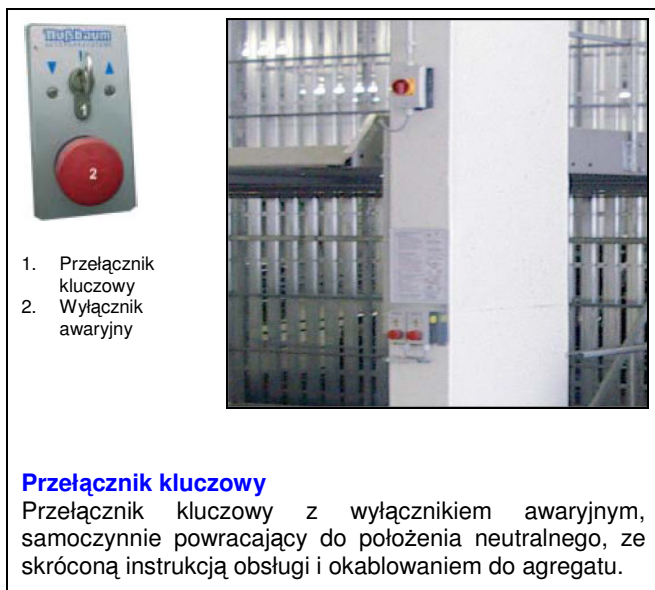 Nußbaum
1
2
1. Przełącznik
kluczowy
2. Wyłącznik
awaryjny
Przełącznik kluczowy
Przełącznik kluczowy z wyłącznikiem awaryjnym,
samoczynnie powracający do położenia neutralnego, ze
skróconą instrukcją obsługi i okablowaniem do agregatu.